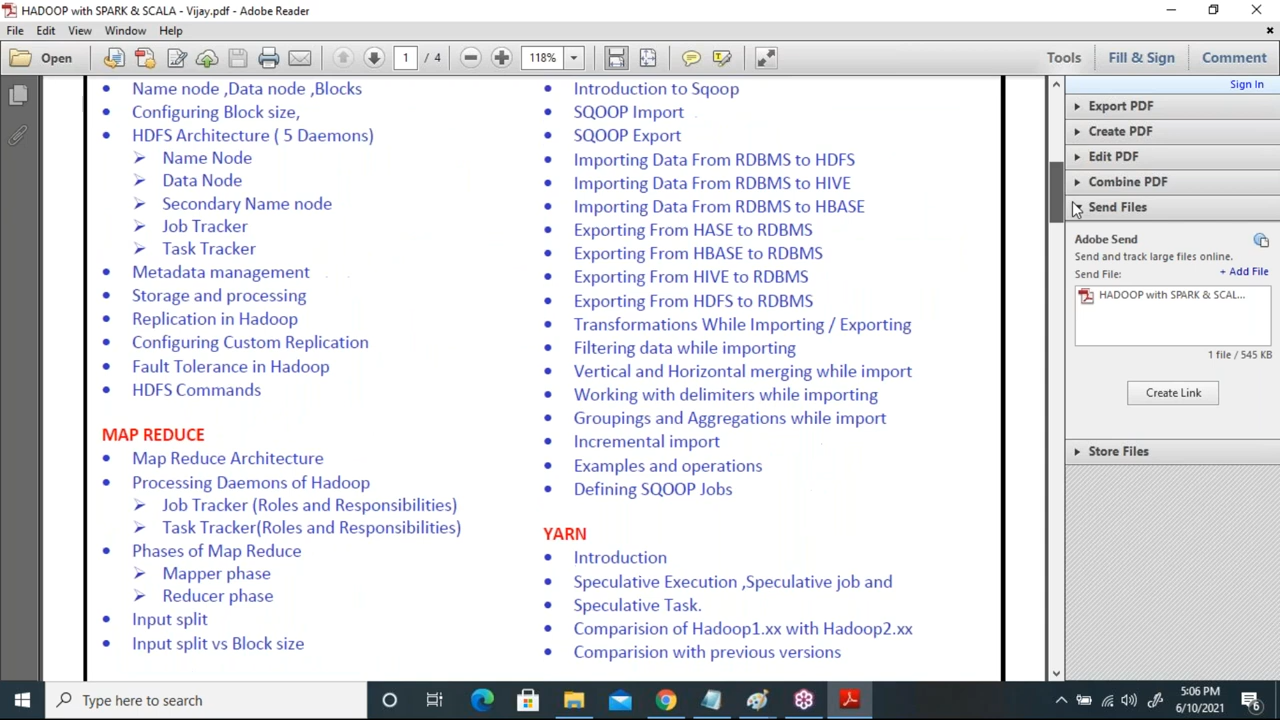 HADOOP with SPARK & SCALA - Vijay.pdf - Adobe Reader
File Edit View Window Help
Open 1 / 4 118% Tools Fill & Sign Comment
Name node ,Data node ,Blocks
Configuring Block size,
HDFS Architecture ( 5 Daemons)
Name Node
Data Node
Secondary Name node
Job Tracker
Task Tracker
Metadata management
Storage and processing
Replication in Hadoop
Configuring Custom Replication
Fault Tolerance in Hadoop
HDFS Commands
MAP REDUCE
Map Reduce Architecture
Processing Daemons of Hadoop
Job Tracker (Roles and Responsibilities)
Task Tracker(Roles and Responsibilities)
Phases of Map Reduce
Mapper phase
Reducer phase
Input split
Input split vs Block size
Introduction to Sqoop
SQOOP Import
SQOOP Export
Importing Data From RDBMS to HDFS
Importing Data From RDBMS to HIVE
Importing Data From RDBMS to HBASE
Exporting From HASE to RDBMS
Exporting From HBASE to RDBMS
Exporting From HIVE to RDBMS
Exporting From HDFS to RDBMS
Transformations While Importing / Exporting
Filtering data while importing
Vertical and Horizontal merging while import
Working with delimiters while importing
Groupings and Aggregations while import
Incremental import
Examples and operations
Defining SQOOP Jobs
YARN
Introduction
Speculative Execution ,Speculative job and
Speculative Task.
Comparision of Hadoop1.xx with Hadoop2.xx
Comparision with previous versions
Sign In
Export PDF
Create PDF
Edit PDF
Combine PDF
Send Files
Adobe Send
Send and track large files online.
Send File: + Add File
HADOOP with SPARK & SCAL...
1 file / 545 KB
Create Link
Store Files
Type here to search
5:06 PM
6/10/2021
6